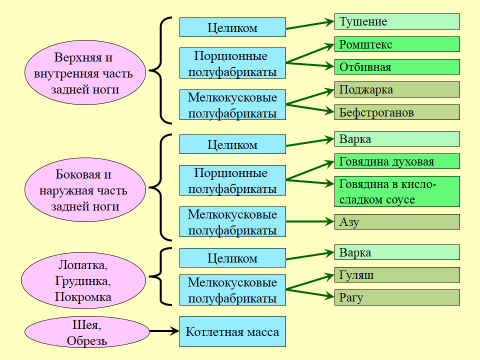 Верхняя и
внутренняя часть
задней ноги
Целиком
Тушение
Порционные
полуфабрикаты
Ромштекс
Отбивная
Мелкокусковые
полуфабрикаты
Поджарка
Бефстроганов
Боковая и
наружная часть
задней ноги
Целиком
Варка
Порционные
полуфабрикаты
Говядина духовая
Говядина в кисло-
сладком соусе
Мелкокусковые
полуфабрикаты
Азу
Лопатка,
Грудинка,
Покромка
Целиком
Варка
Мелкокусковые
полуфабрикаты
Гуляш
Рагу
Шея,
Обрезь
Котлетная масса